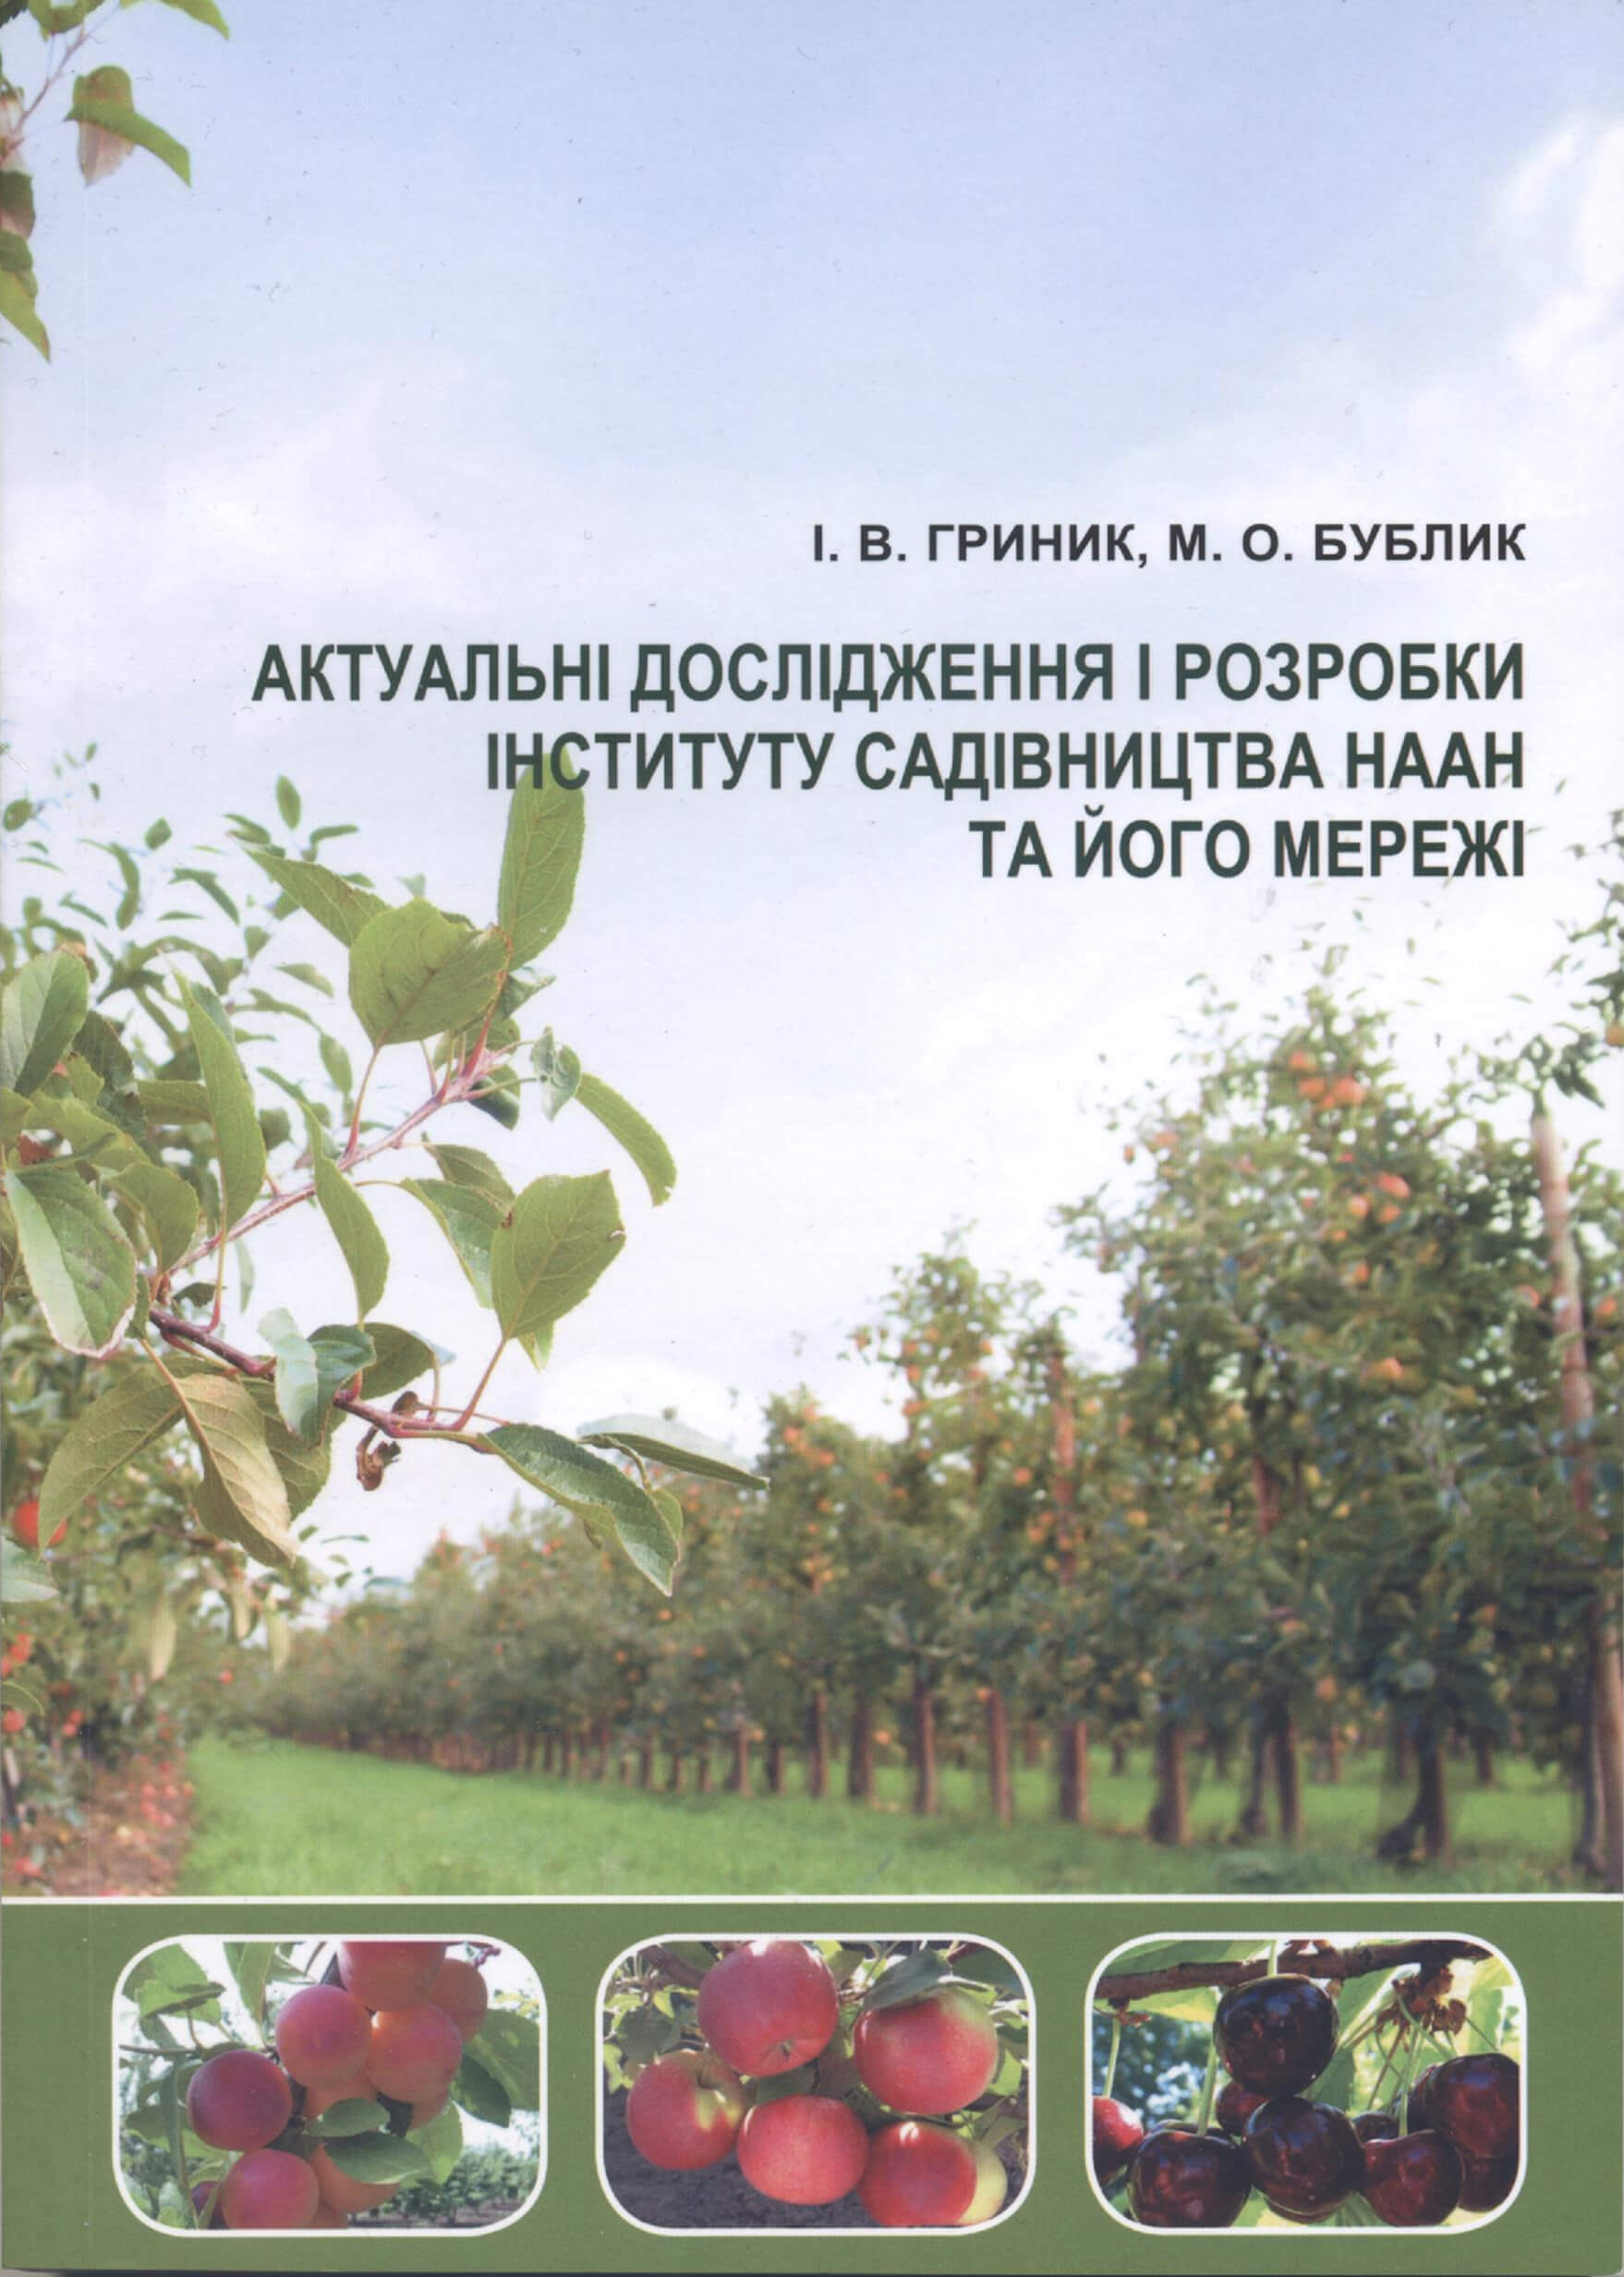 І. В. ГРИНИК, М. О. БУБЛИК
АКТУАЛЬНІ ДОСЛІДЖЕННЯ І РОЗРОБКИ
ІНСТИТУТУ САДІВНИЦТВА НААН
ТА ЙОГО МЕРЕЖІ